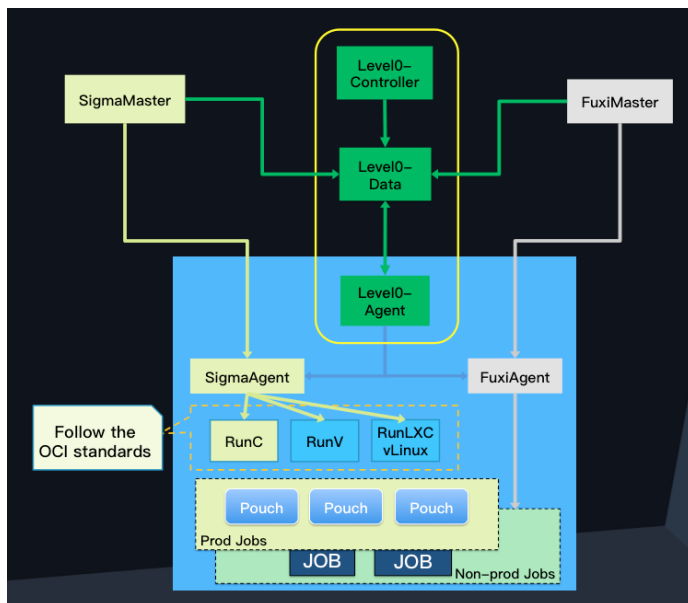 Level0-
Controller
SigmaMaster
FuxiMaster
Level0-
Data
Level0-
Agent
SigmaAgent
FuxiAgent
Follow the
OCI standards
RunC
RunV
RunLXC
vLinux
Pouch
Pouch
Pouch
Prod Jobs
JOB
JOB
Non-prod Jobs